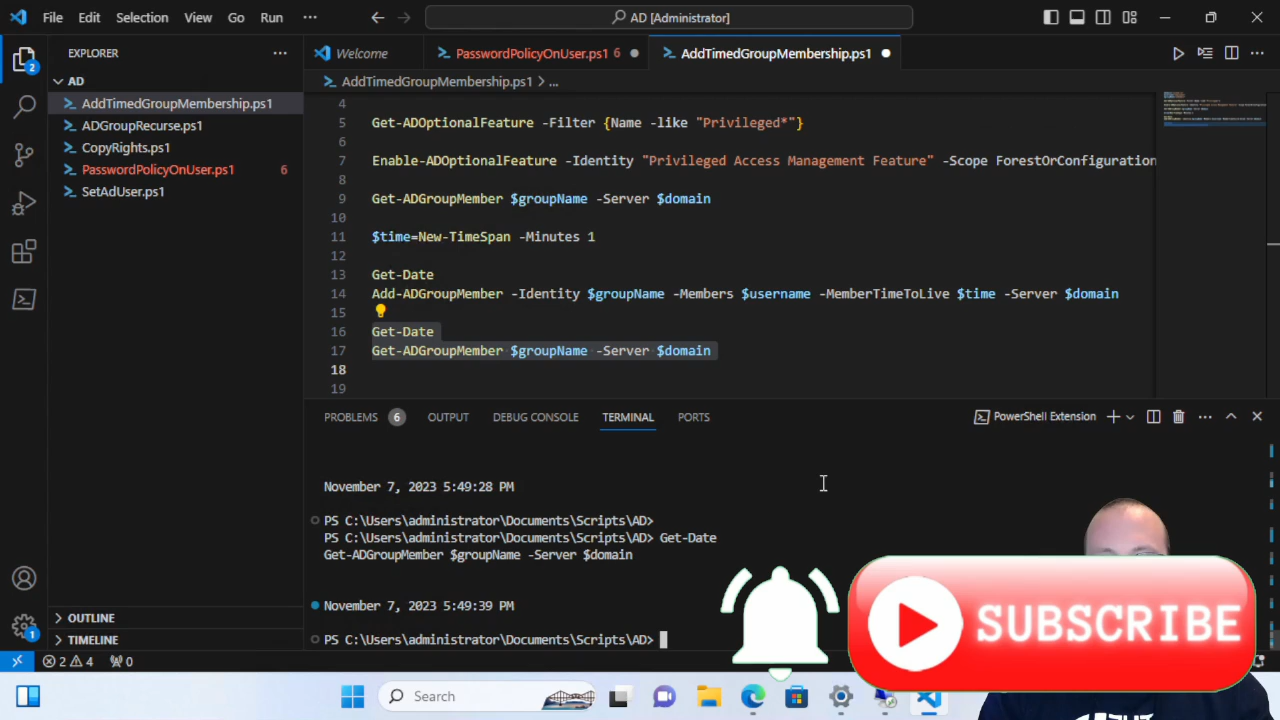 File Edit Selection View Go Run ··· AD [Administrator]
EXPLORER ···
AD
AddTimedGroupMembership.ps1
ADGroupRecurse.ps1
CopyRights.ps1
PasswordPolicyOnUser.ps1 6
SetAdUser.ps1
OUTLINE
TIMELINE
2
1
Welcome PasswordPolicyOnUser.ps1 6 AddTimedGroupMembership.ps1
AddTimedGroupMembership.ps1 > ...
4
5 Get-ADOptionalFeature -Filter {Name -like "Privileged*"}
6
7 Enable-ADOptionalFeature -Identity "Privileged Access Management Feature" -Scope ForestOrConfiguration
8
9 Get-ADGroupMember $groupName -Server $domain
10
11 $time=New-TimeSpan -Minutes 1
12
13 Get-Date
14 Add-ADGroupMember -Identity $groupName -Members $username -MemberTimeToLive $time -Server $domain
15
16 Get-Date
17 Get-ADGroupMember $groupName -Server $domain
18
19
PROBLEMS 6 OUTPUT DEBUG CONSOLE TERMINAL PORTS PowerShell Extension
November 7, 2023 5:49:28 PM
PS C:\Users\administrator\Documents\Scripts\AD>
PS C:\Users\administrator\Documents\Scripts\AD> Get-Date
Get-ADGroupMember $groupName -Server $domain
November 7, 2023 5:49:39 PM
PS C:\Users\administrator\Documents\Scripts\AD>
SUBSCRIBE
2 4 0
Search